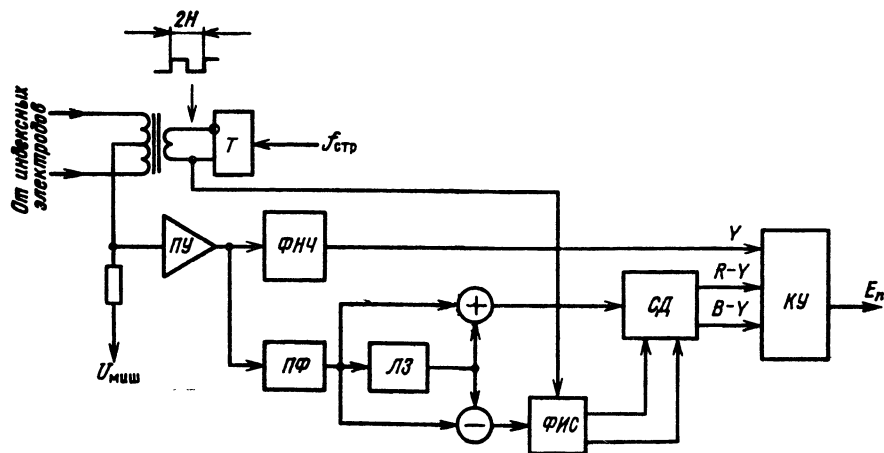 2H
От индексных
электродов
T
fстр
ПУ
ФНЧ
Y
R-Y
B-Y
КУ
Eп
+
СД
ПФ
ЛЗ
Uмиш
−
ФИС